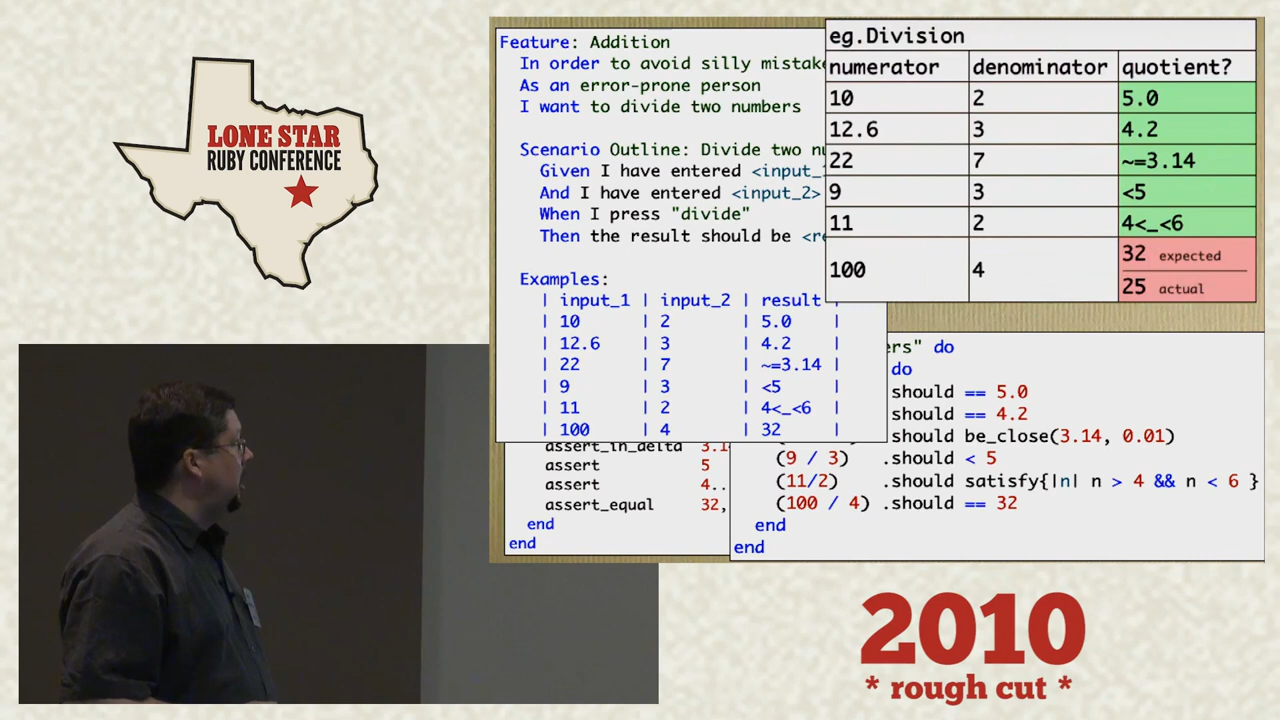 LONE STAR
RUBY CONFERENCE
Feature: Addition
In order to avoid silly
As an error-prone person
I want to divide two numbers
Scenario Outline: Divide two
Given I have entered
And I have entered <input_2>
When I press "divide"
Then the result should be
Examples:
| input_1 | input_2 | result
| 10 | 2 | 5.0 |
| 12.6 | 3 | 4.2 |
| 22 | 7 | ~=3.14 |
| 9 | 3 | <5 |
| 11 | 2 | 4<_<6 |
| 100 | 4 | 32 |
eg.Division
numerator denominator quotient?
10 2 5.0
12.6 3 4.2
22 7 ~=3.14
9 3 <5
11 2 4<_<6
100 4 32 expected
25 actual
assert_in_delta
assert 5
assert 4..
assert_equal 32,
end
end
do
do
.should == 5.0
.should == 4.2
should be_close(3.14, 0.01)
(9 / 3) .should < 5
(11/2) .should satisfy{|n| n > 4 && n < 6 }
(100 / 4) .should == 32
end
end
2010
* rough cut *